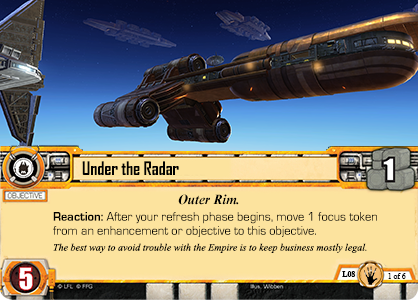 Under the Radar
1
OBJECTIVE
Outer Rim.
Reaction: After your refresh phase begins, move 1 focus token
from an enhancement or objective to this objective.
The best way to avoid trouble with the Empire is to keep business mostly legal.
5
© LFL © FFG
Illus. Wibben
L08
1 of 6